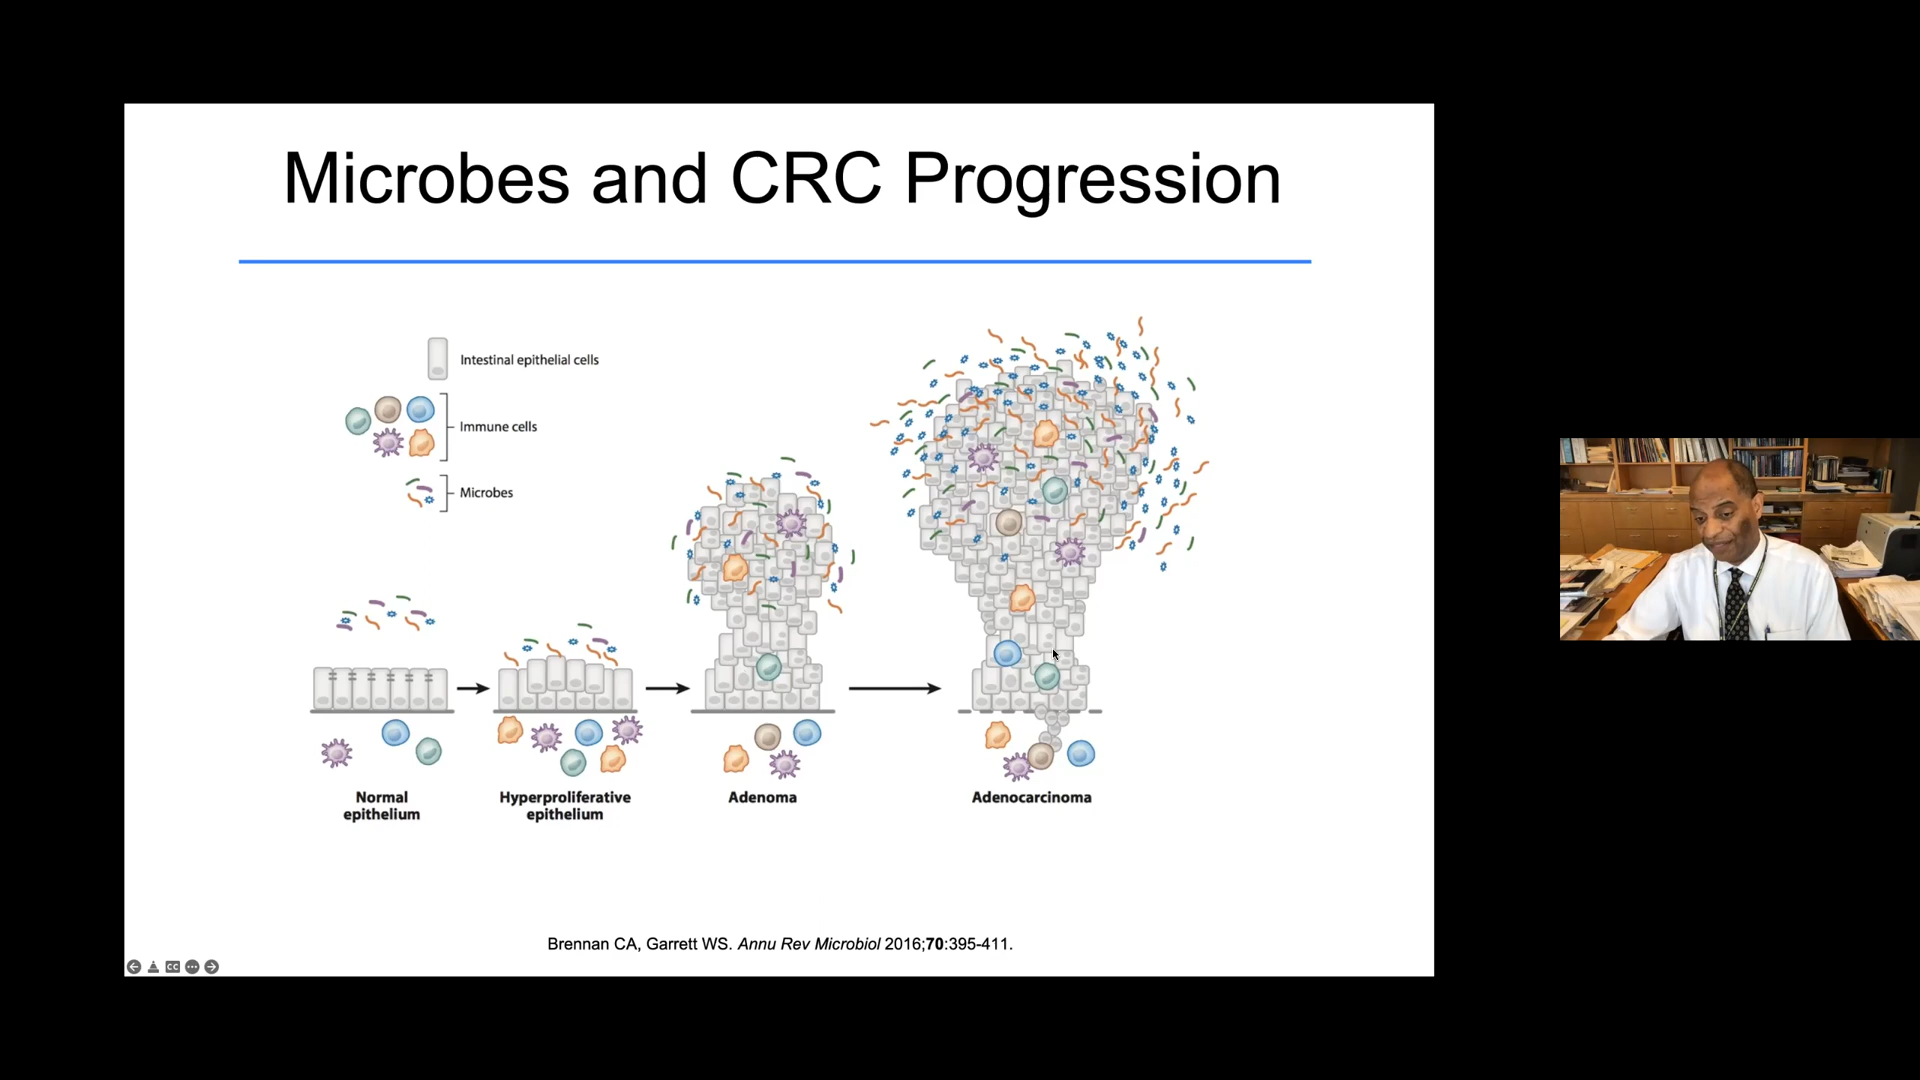 Microbes and CRC Progression
Intestinal epithelial cells
Immune cells
Microbes
Normal
epithelium
Hyperproliferative
epithelium
Adenoma
Adenocarcinoma
Brennan CA, Garrett WS. Annu Rev Microbiol 2016;70:395-411.
CC